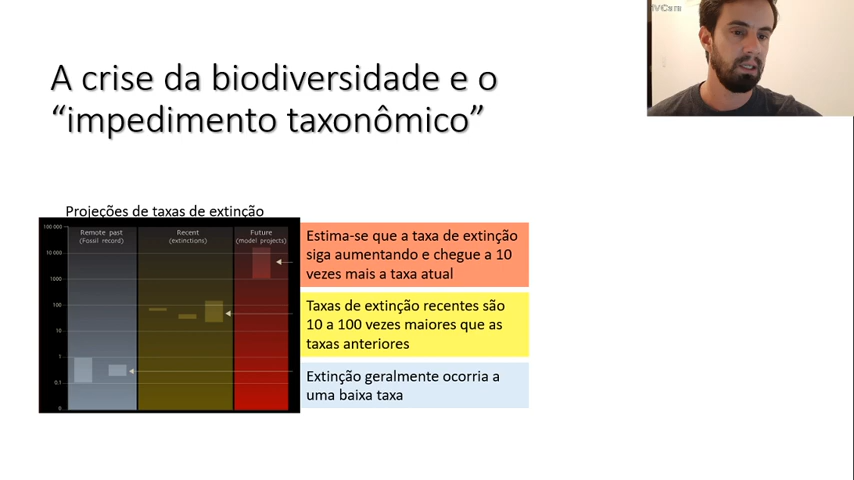 IVCam
A crise da biodiversidade e o
“impedimento taxonômico”
Projeções de taxas de extinção
100 000
10 000
1000
100
10
1
0,1
0
Remote past
(Fossil record)
Recent
(extinctions)
Future
(model projects)
Estima-se que a taxa de extinção
siga aumentando e chegue a 10
vezes mais a taxa atual
Taxas de extinção recentes são
10 a 100 vezes maiores que as
taxas anteriores
Extinção geralmente ocorria a
uma baixa taxa